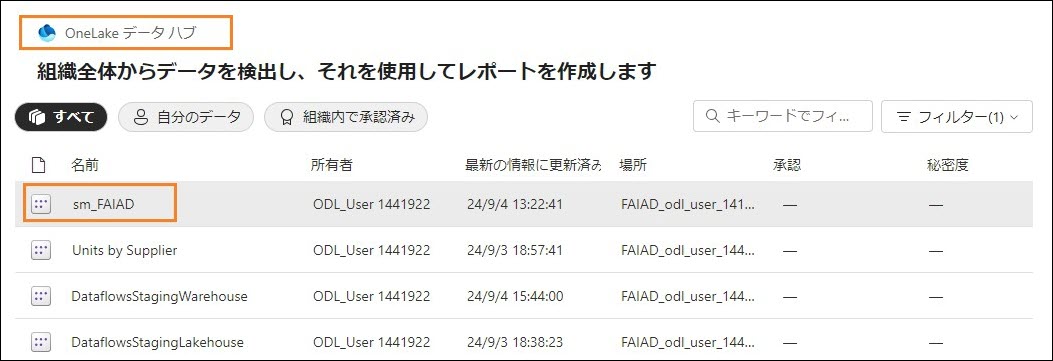 OneLake データ ハブ
組織全体からデータを検出し、それを使用してレポートを作成します
すべて 自分のデータ 組織内で承認済み キーワードでフィ... フィルター(1)
名前 所有者 最新の情報に更新済み 場所 承認 秘密度
sm_FAIAD ODL_User 1441922 24/9/4 13:22:41 FAIAD_odl_user_141... — —
Units by Supplier ODL_User 1441922 24/9/3 18:57:41 FAIAD_odl_user_144... — —
DataflowsStagingWarehouse ODL_User 1441922 24/9/4 15:44:00 FAIAD_odl_user_144... — —
DataflowsStagingLakehouse ODL_User 1441922 24/9/3 18:38:23 FAIAD_odl_user_144... — —